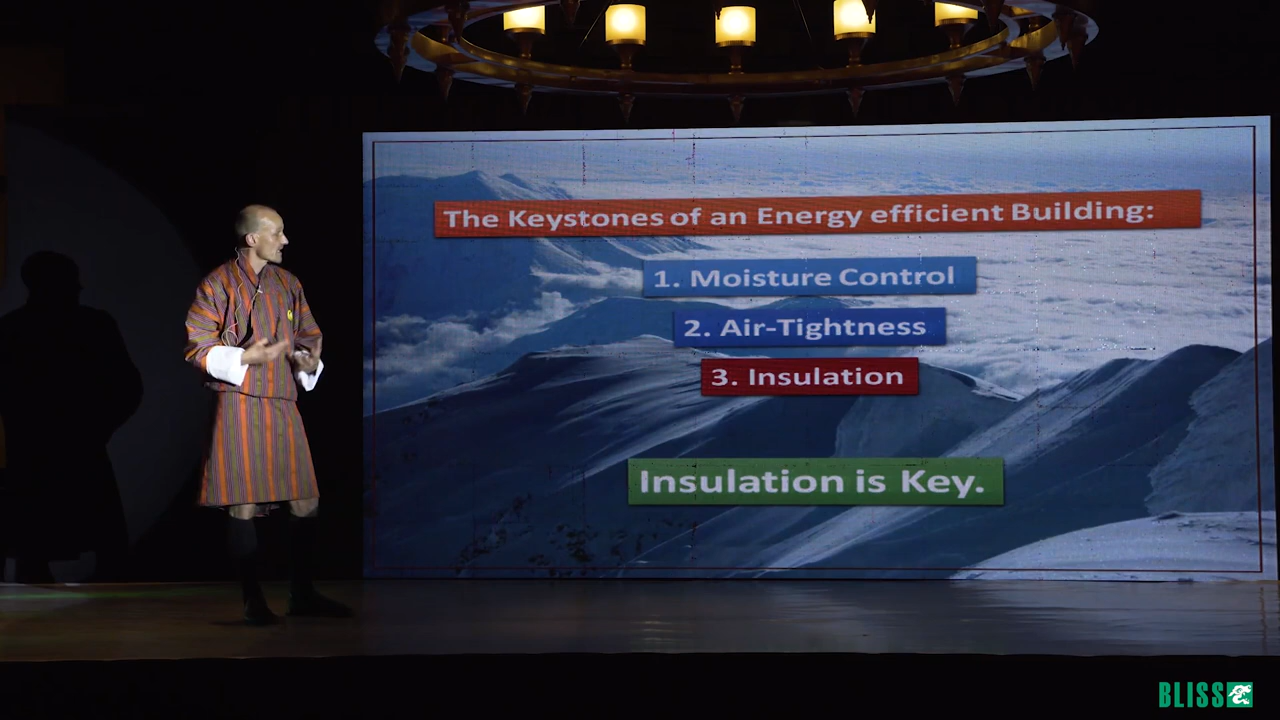 The Keystones of an Energy efficient Building:
1. Moisture Control
2. Air-Tightness
3. Insulation
Insulation is Key.
BLISS